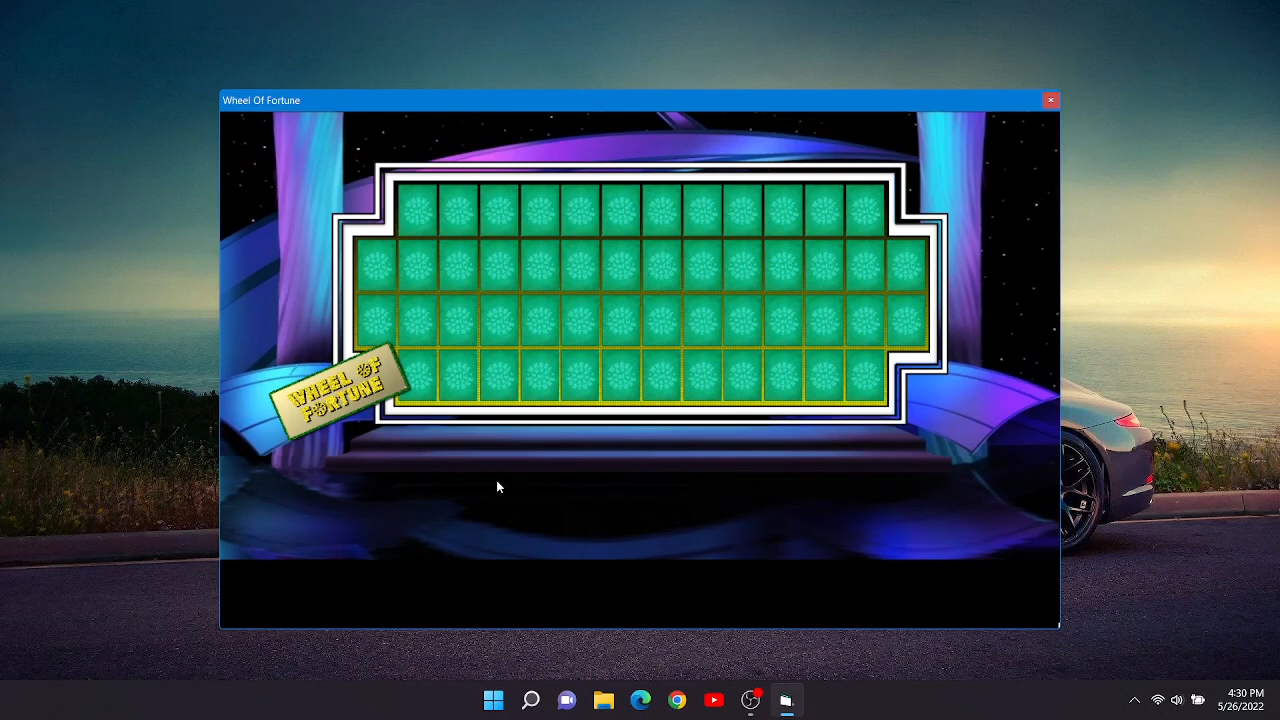 Wheel Of Fortune
WHEEL OF
FORTUNE
4:30 PM
5/26/2022